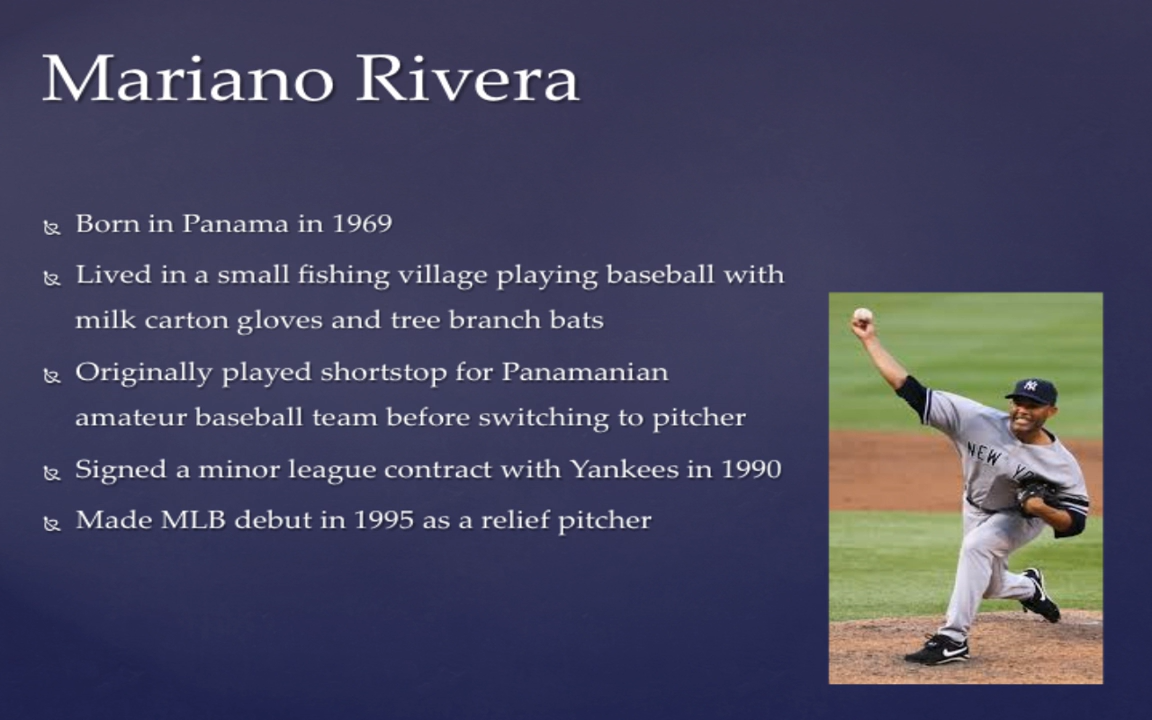 Mariano Rivera
Born in Panama in 1969
Lived in a small fishing village playing baseball with
milk carton gloves and tree branch bats
Originally played shortstop for Panamanian
amateur baseball team before switching to pitcher
Signed a minor league contract with Yankees in 1990
Made MLB debut in 1995 as a relief pitcher
NY
NEW YO